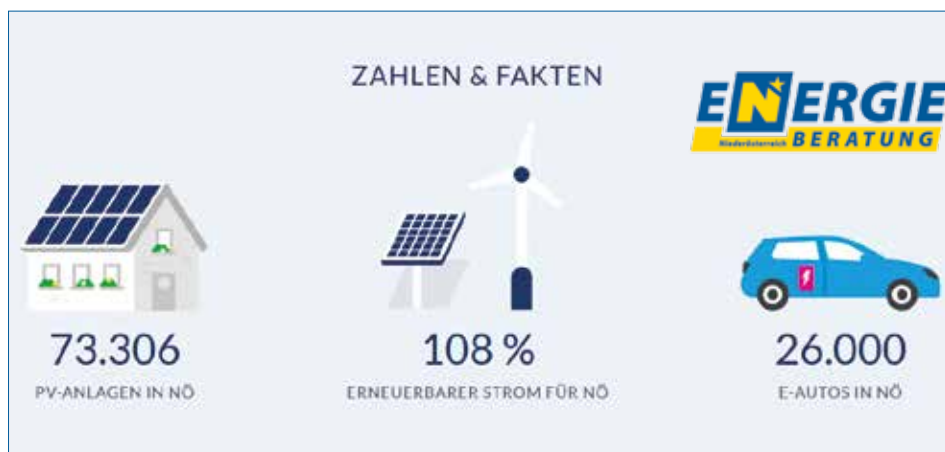 ZAHLEN & FAKTEN
ENERGIE
Niederösterreich BERATUNG
73.306
PV-ANLAGEN IN NÖ
108 %
ERNEUERBARER STROM FÜR NÖ
26.000
E-AUTOS IN NÖ